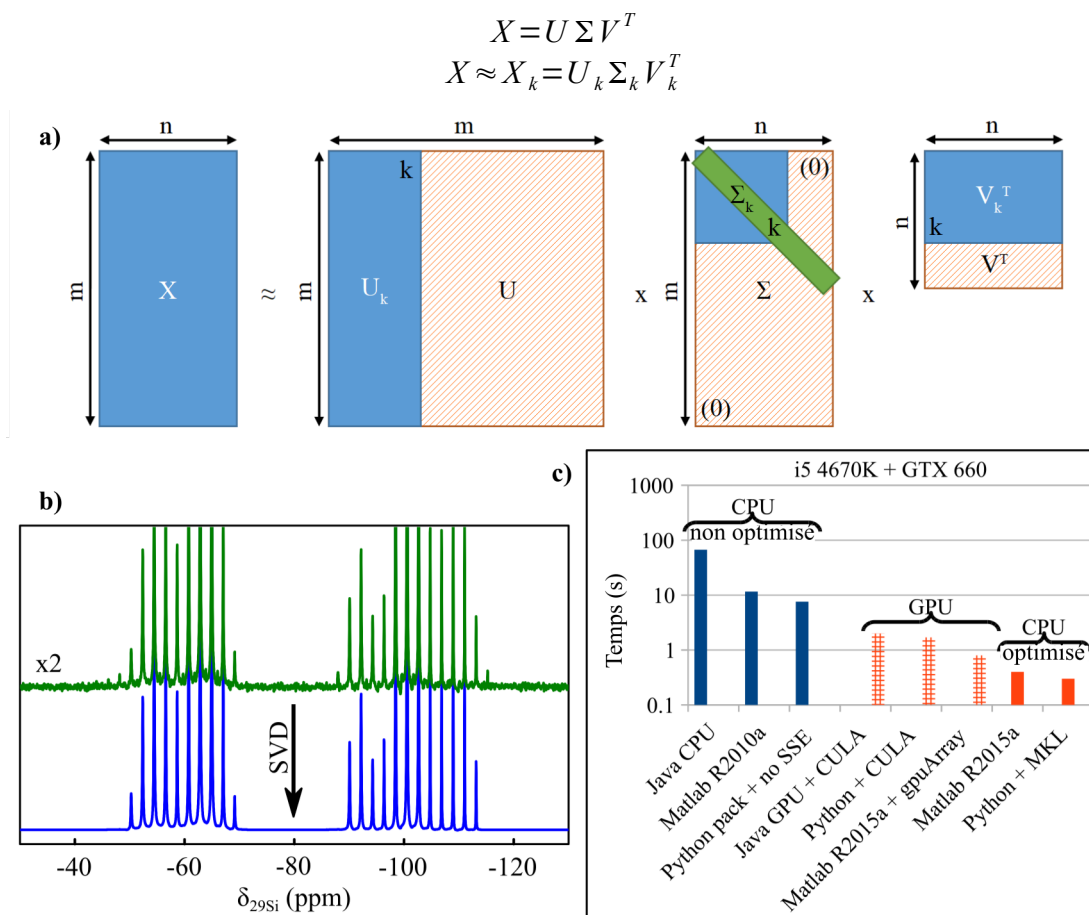 X = U Σ V^T
X ≈ X_k = U_k Σ_k V_k^T
a)
n
m
X
≈
m
m
k
U_k
U
x
n
m
(0)
Σ_k
k
Σ
(0)
x
n
n
V_k^T
k
V^T
b)
x2
SVD
-40
-60
-80
-100
-120
δ_29Si (ppm)
c)
i5 4670K + GTX 660
1000
100
10
1
0.1
Temps (s)
CPU
non optimisé
GPU
CPU
optimisé
Java CPU
Matlab R2010a
Python pack + no SSE
Java GPU + CULA
Python + CULA
Matlab R2015a + gpuArray
Matlab R2015a
Python + MKL